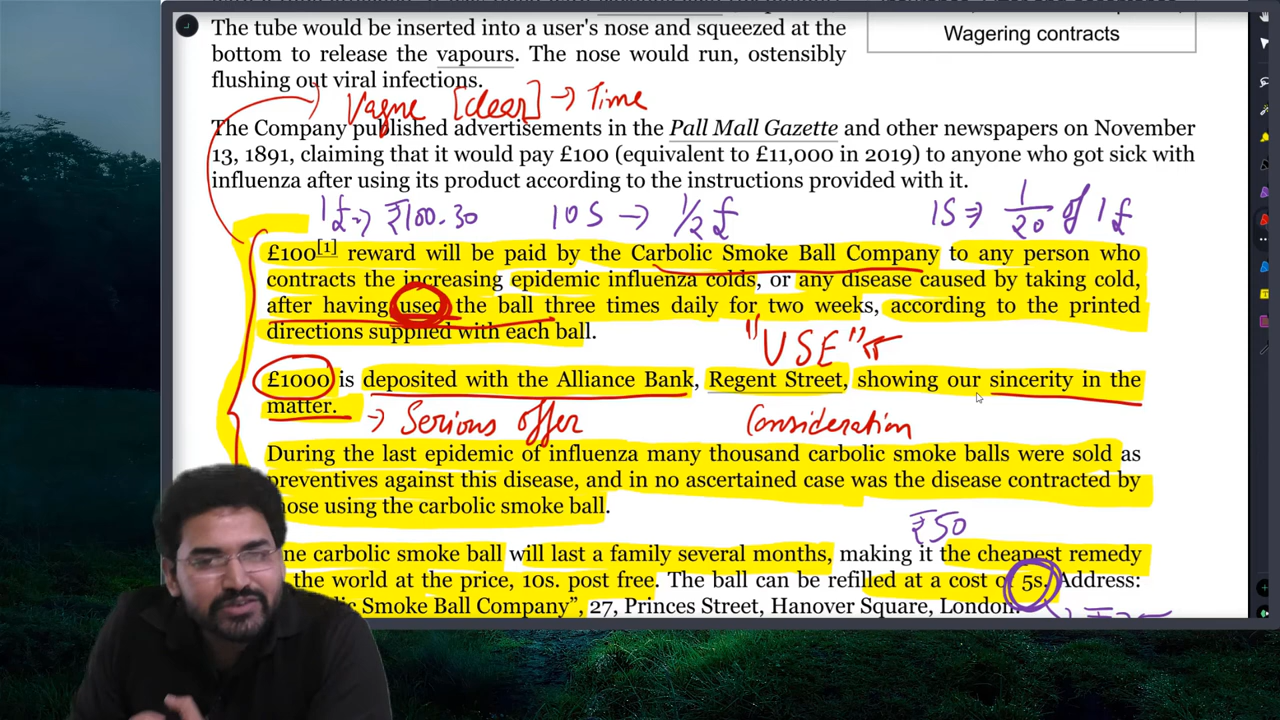 The tube would be inserted into a user's nose and squeezed at the
bottom to release the vapours. The nose would run, ostensibly
flushing out viral infections.
Wagering contracts
Vague [clear] → Time
The Company published advertisements in the Pall Mall Gazette and other newspapers on November
13, 1891, claiming that it would pay £100 (equivalent to £11,000 in 2019) to anyone who got sick with
influenza after using its product according to the instructions provided with it.
1£ => ₹100.30 10S → 1/2 £ 1S => 1/20 of 1£
£100[1] reward will be paid by the Carbolic Smoke Ball Company to any person who
contracts the increasing epidemic influenza colds, or any disease caused by taking cold,
after having used the ball three times daily for two weeks, according to the printed
directions supplied with each ball.
"USE"
£1000 is deposited with the Alliance Bank, Regent Street, showing our sincerity in the
matter.
→ Serious offer Consideration
During the last epidemic of influenza many thousand carbolic smoke balls were sold as
preventives against this disease, and in no ascertained case was the disease contracted by
those using the carbolic smoke ball.
₹50
ne carbolic smoke ball will last a family several months, making it the cheapest remedy
the world at the price, 10s. post free. The ball can be refilled at a cost of 5s. Address:
Smoke Ball Company", 27, Princes Street, Hanover Square, London.